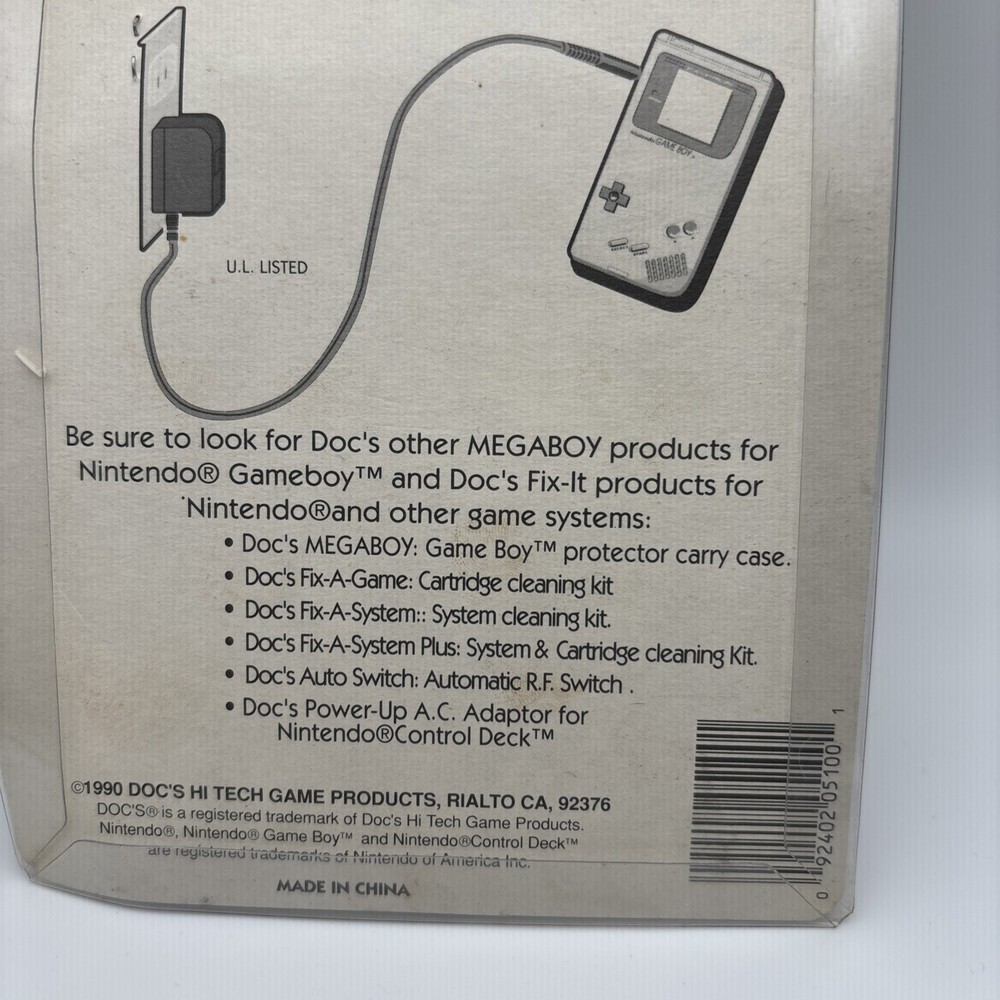 GAME BOY
U.L. LISTED
Be sure to look for Doc's other MEGABOY products for
Nintendo® Gameboy™ and Doc's Fix-It products for
Nintendo®and other game systems:
• Doc's MEGABOY: Game Boy™ protector carry case.
• Doc's Fix-A-Game: Cartridge cleaning kit
• Doc's Fix-A-System:: System cleaning kit.
• Doc's Fix-A-System Plus: System & Cartridge cleaning Kit.
• Doc's Auto Switch: Automatic R.F. Switch .
• Doc's Power-Up A.C. Adaptor for
Nintendo®Control Deck™
©1990 DOC'S HI TECH GAME PRODUCTS, RIALTO CA, 92376
DOC'S® is a registered trademark of Doc's Hi Tech Game Products.
Nintendo®, Nintendo® Game Boy™ and Nintendo®Control Deck™
are registered trademarks of Nintendo of America Inc.
MADE IN CHINA
0 92402 05100 1